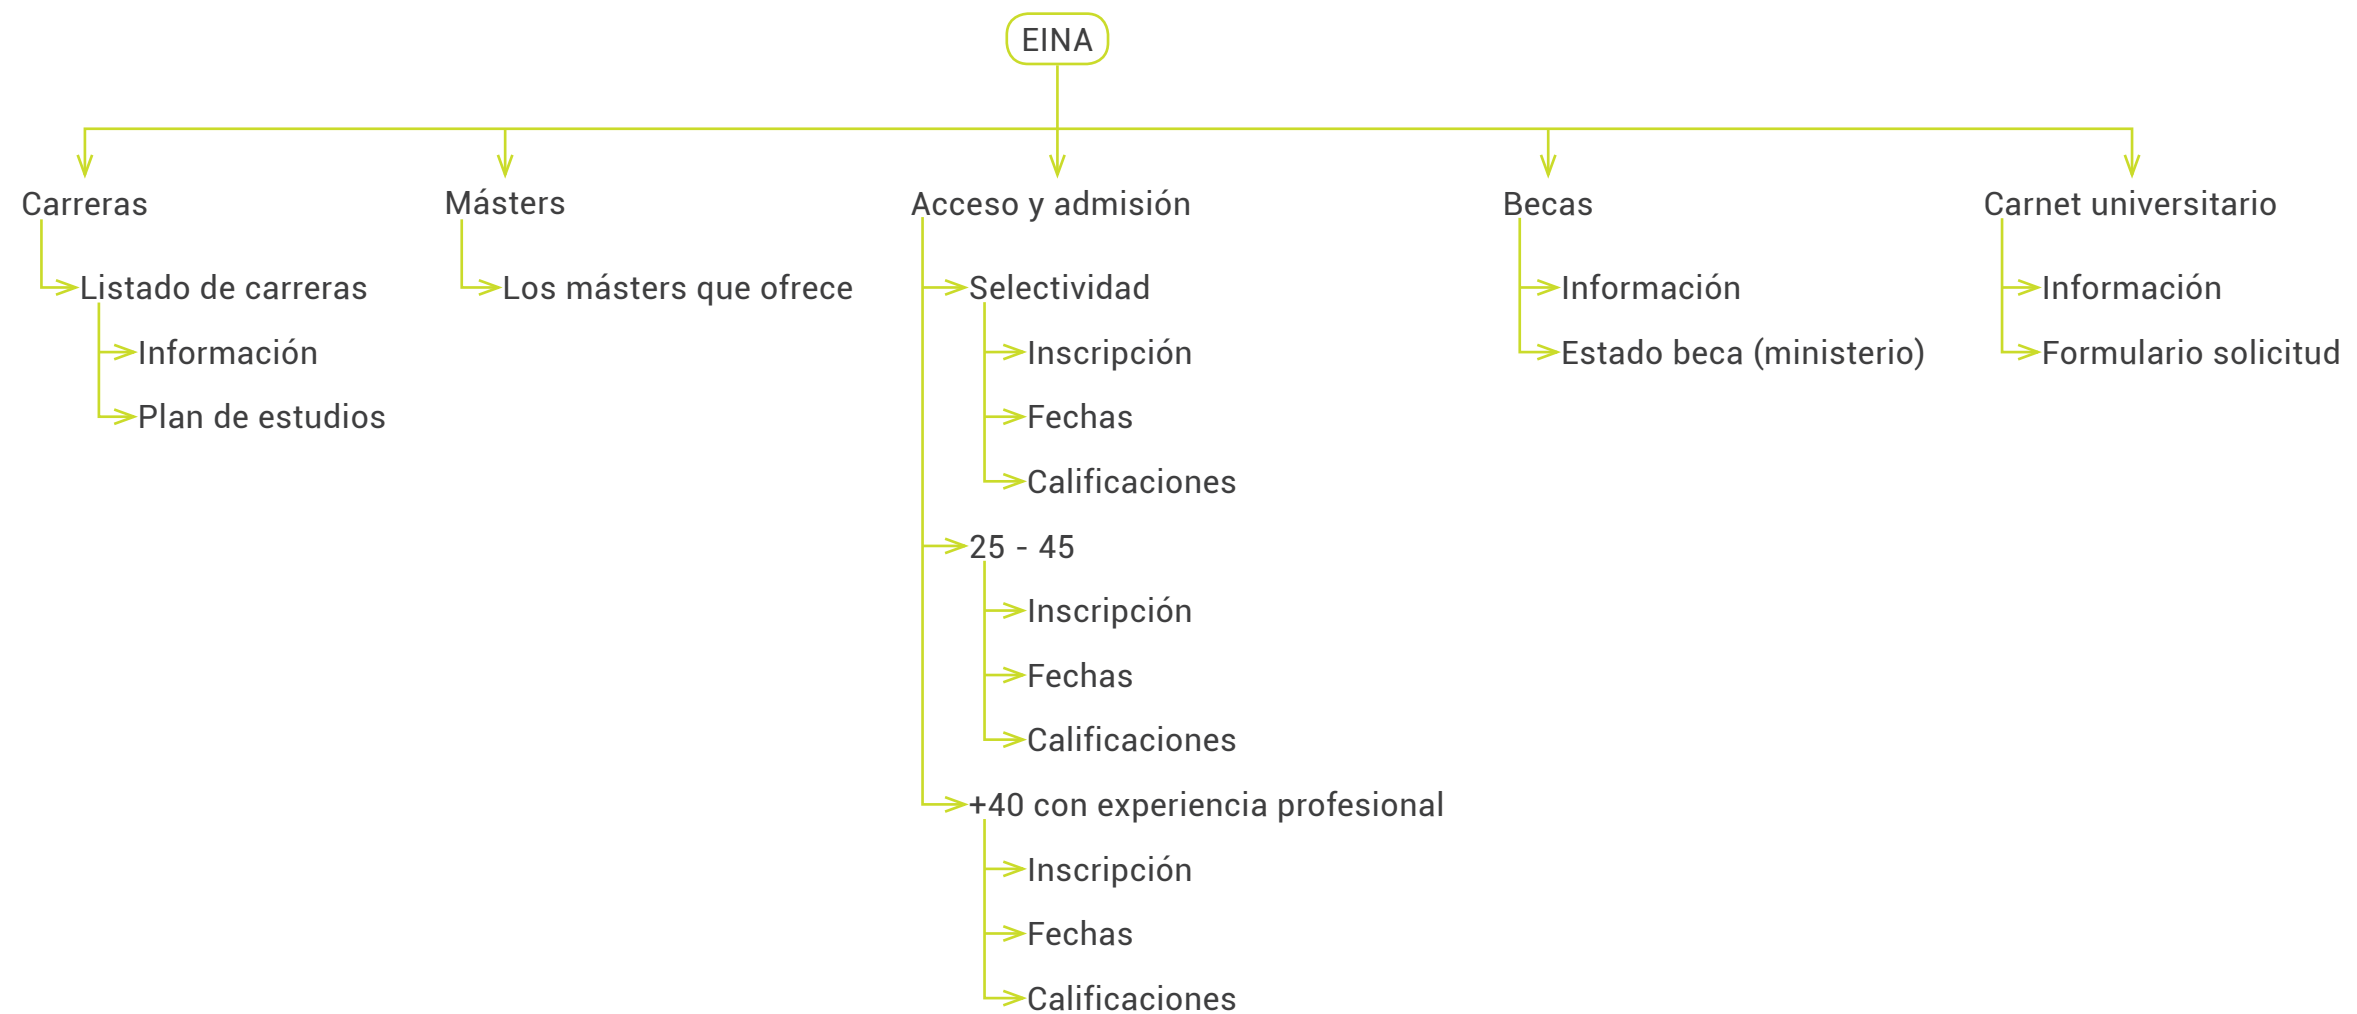 EINA
Carreras
Listado de carreras
Información
Plan de estudios
Másters
Los másters que ofrece
Acceso y admisión
Selectividad
Inscripción
Fechas
Calificaciones
25 - 45
Inscripción
Fechas
Calificaciones
+40 con experiencia profesional
Inscripción
Fechas
Calificaciones
Becas
Información
Estado beca (ministerio)
Carnet universitario
Información
Formulario solicitud